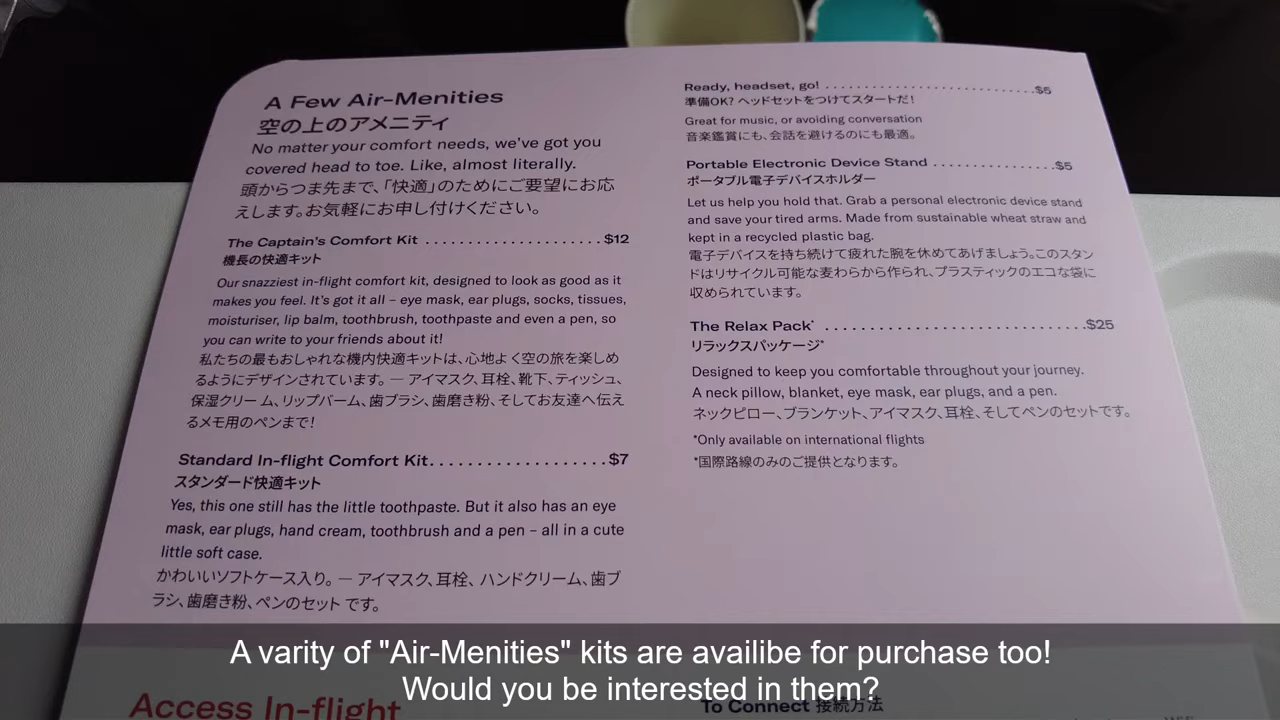 A Few Air-Menities
空の上のアメニティ
No matter your comfort needs, we've got you
covered head to toe. Like, almost literally.
頭からつま先まで、「快適」のためにご要望にお応
えします。お気軽にお申し付けください。
The Captain's Comfort Kit ..................... $12
機長の快適キット
Our snazziest in-flight comfort kit, designed to look as good as it
makes you feel. It's got it all – eye mask, ear plugs, socks, tissues,
moisturiser, lip balm, toothbrush, toothpaste and even a pen, so
you can write to your friends about it!
私たちの最もおしゃれな機内快適キットは、心地よく空の旅を楽しめ
るようにデザインされています。 — アイマスク、耳栓、靴下、ティッシュ、
保湿クリーム、リップバーム、歯ブラシ、歯磨き粉、そしてお友達へ伝え
るメモ用のペンまで!
Standard In-flight Comfort Kit.................. $7
スタンダード快適キット
Yes, this one still has the little toothpaste. But it also has an eye
mask, ear plugs, hand cream, toothbrush and a pen – all in a cute
little soft case.
かわいいソフトケース入り。 — アイマスク、耳栓、ハンドクリーム、歯ブ
ラシ、歯磨き粉、ペンのセットです。
Ready, headset, go! ........................... $5
準備OK? ヘッドセットをつけてスタートだ!
Great for music, or avoiding conversation
音楽鑑賞にも、会話を避けるのにも最適。
Portable Electronic Device Stand ............... $5
ポータブル電子デバイスホルダー
Let us help you hold that. Grab a personal electronic device stand
and save your tired arms. Made from sustainable wheat straw and
kept in a recycled plastic bag.
電子デバイスを持ち続けて疲れた腕を休めてあげましょう。このスタン
ドはリサイクル可能な麦わらから作られ、プラスティックのエコな袋に
収められています。
The Relax Pack* .............................. $25
リラックスパッケージ*
Designed to keep you comfortable throughout your journey.
A neck pillow, blanket, eye mask, ear plugs, and a pen.
ネックピロー、ブランケット、アイマスク、耳栓、そしてペンのセットです。
*Only available on international flights
*国際路線のみのご提供となります。
A varity of "Air-Menities" kits are availibe for purchase too!
Would you be interested in them?
Access In-flight
To Connect 接続方法